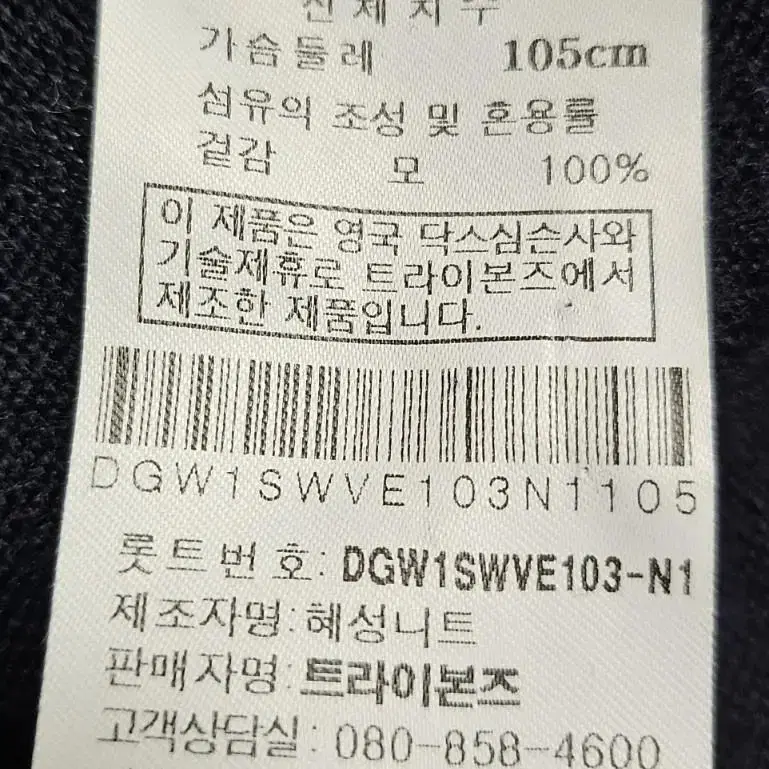 신체치수
가슴둘레 105cm
섬유의 조성 및 혼용률
겉감 모 100%
이 제품은 영국 닥스심슨사와
기술제휴로 트라이본즈에서
제조한 제품입니다.
DGW1SWVE103N1105
롯트번호: DGW1SWVE103-N1
제조자명:혜성니트
판매자명:트라이본즈
고객상담실: 080-858-4600